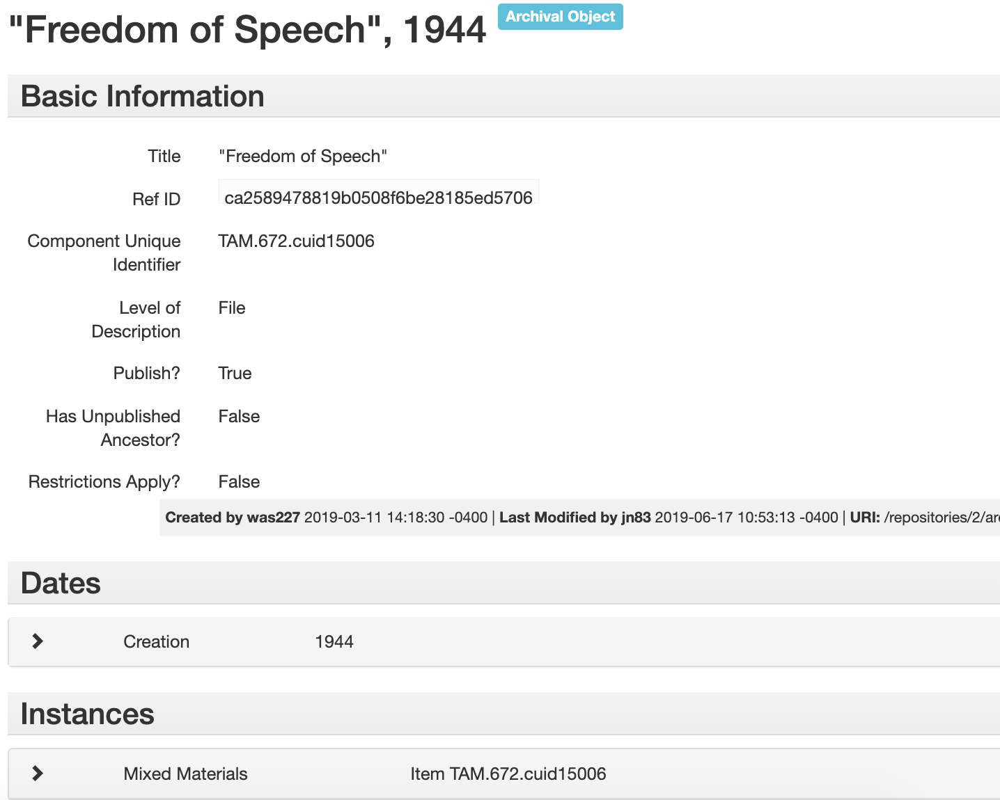 "Freedom of Speech", 1944 Archival Object
Basic Information
Title "Freedom of Speech"
Ref ID ca2589478819b0508f6be28185ed5706
Component Unique Identifier TAM.672.cuid15006
Level of Description File
Publish? True
Has Unpublished Ancestor? False
Restrictions Apply? False
Created by was227 2019-03-11 14:18:30 -0400 | Last Modified by jn83 2019-06-17 10:53:13 -0400 | URI: /repositories/2/
Dates
Creation 1944
Instances
Mixed Materials Item TAM.672.cuid15006